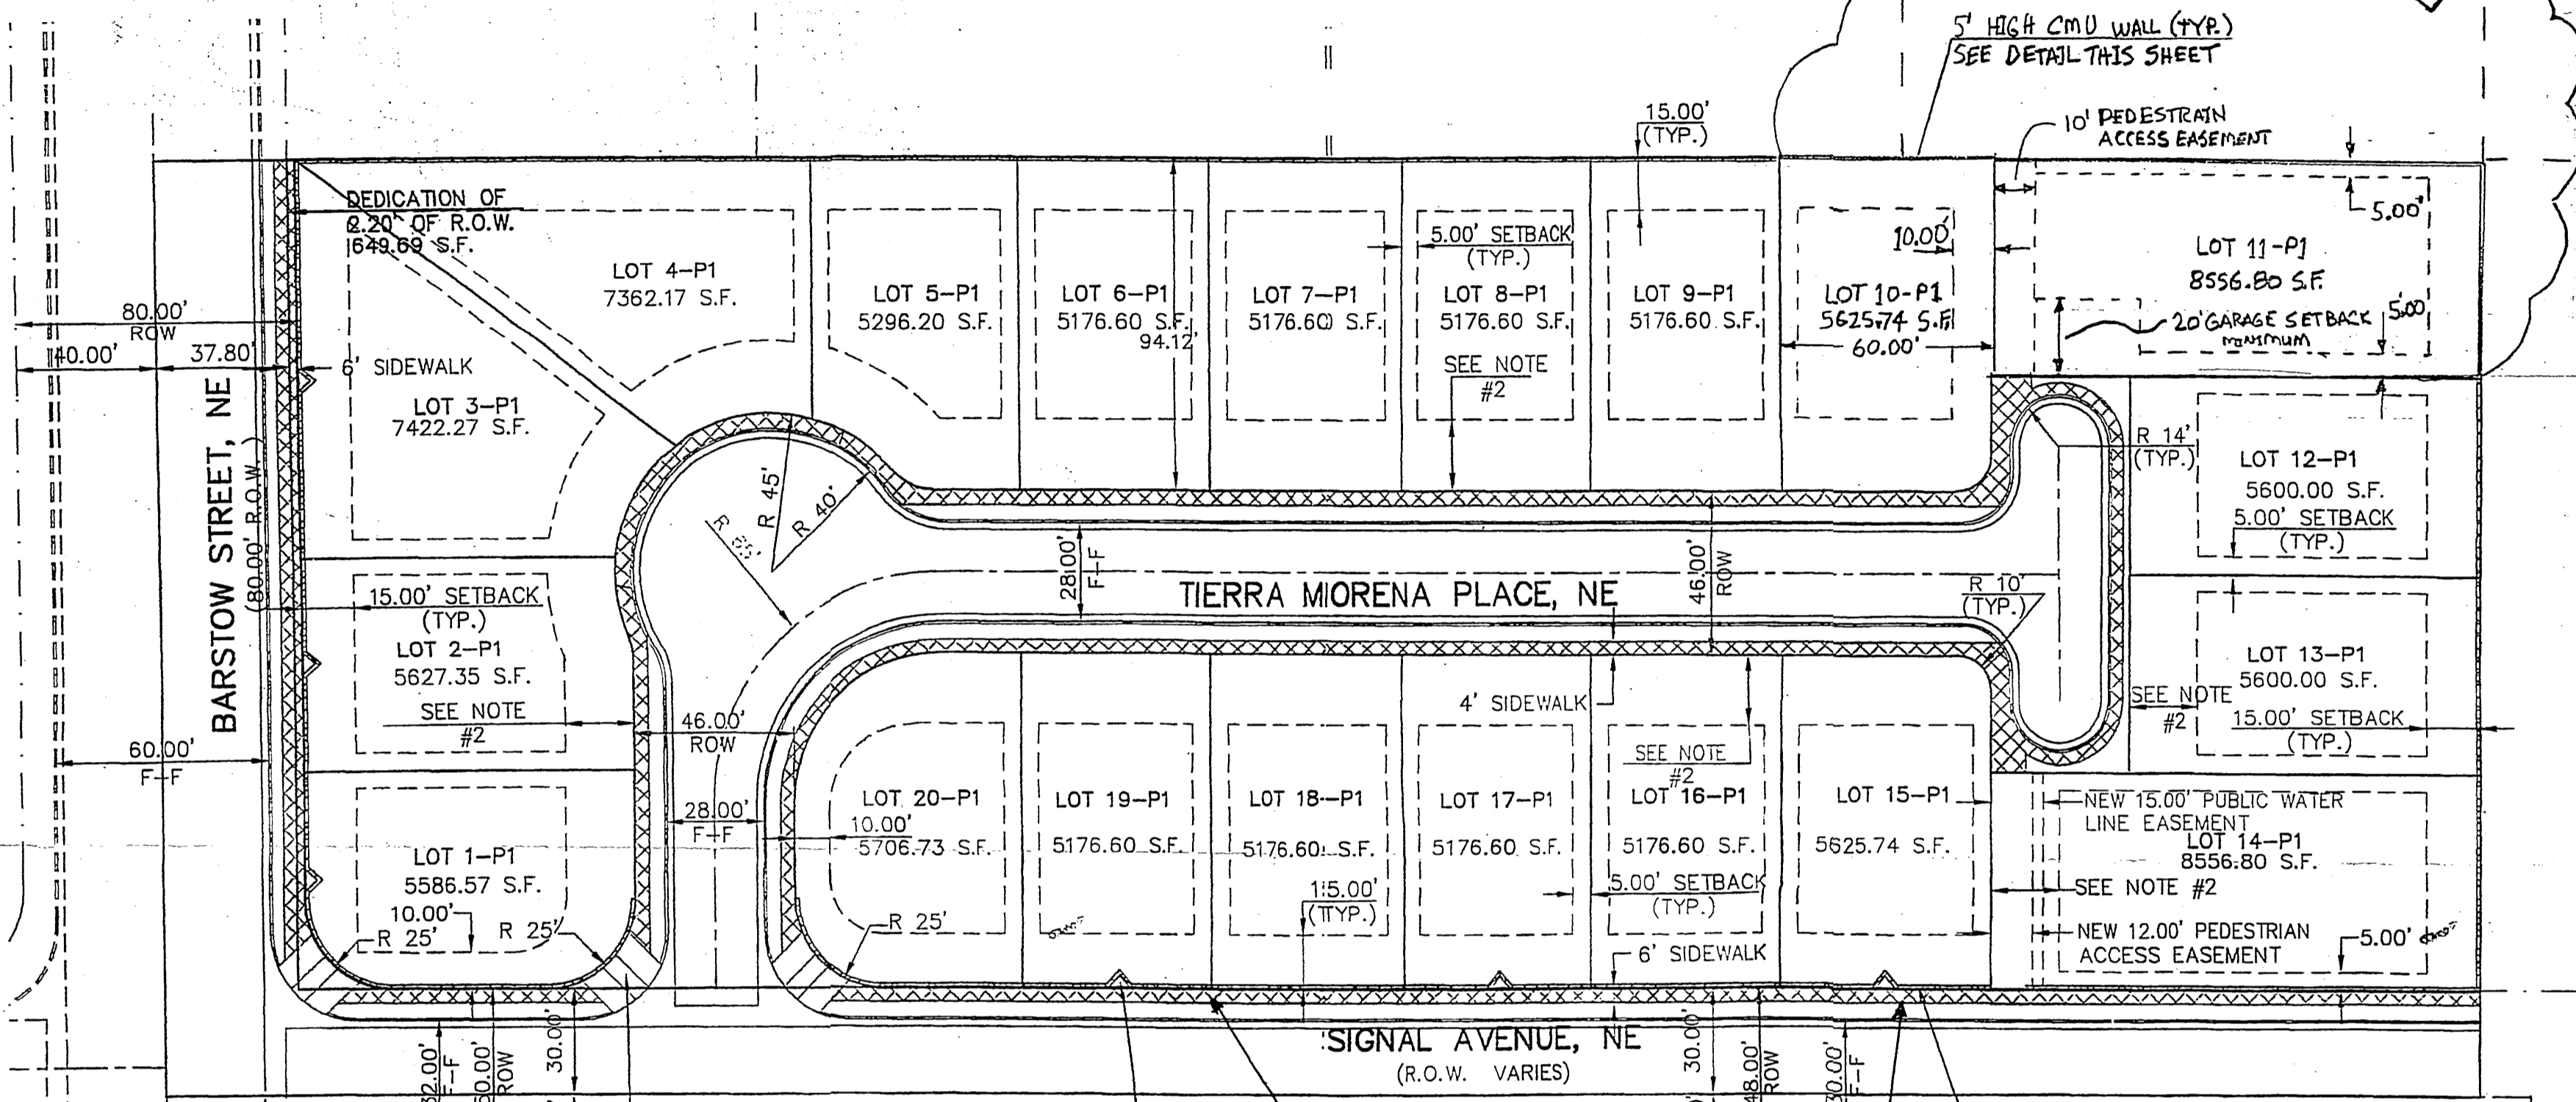 5' HIGH CMU WALL (TYP.)
SEE DETAIL THIS SHEET
15.00'
(TYP.)
10' PEDESTRAIN
ACCESS EASEMENT
DEDICATION OF
2.20' OF R.O.W.
1649.69 S.F.
5.00'
5.00' SETBACK
(TYP.)
10.00'
LOT 4-P1
7362.17 S.F.
LOT 5-P1
5296.20 S.F.
LOT 6-P1
5176.60 S.F.
94.12'
LOT 7-P1
5176.60 S.F.
LOT 8-P1
5176.60 S.F.
LOT 9-P1
5176.60 S.F.
LOT 10-P1
5625.74 S.F.
60.00'
LOT 11-P1
8556.80 S.F.
20' GARAGE SETBACK
MINIMUM
5.00
80.00'
ROW
40.00'
37.80'
6' SIDEWALK
SEE NOTE
#2
LOT 3-P1
7422.27 S.F.
BARSTOW STREET, NE
(80.00' R.O.W.)
R 45'
R 40'
R 14'
(TYP.)
LOT 12-P1
5600.00 S.F.
5.00' SETBACK
(TYP.)
28.00'
F-F
TIERRA MIORENA PLACE, NE
46.00'
ROW
R 10'
(TYP.)
15.00' SETBACK
(TYP.)
LOT 2-P1
5627.35 S.F.
SEE NOTE
#2
46.00'
ROW
4' SIDEWALK
LOT 13-P1
5600.00 S.F.
SEE NOTE
#2
15.00' SETBACK
(TYP.)
60.00'
F-F
SEE NOTE
#2
28.00'
F-F
10.00'
LOT 20-P1
5706.73 S.F.
LOT 19-P1
5176.60 S.F.
LOT 18-P1
5176.60 S.F.
LOT 17-P1
5176.60 S.F.
LOT 16-P1
5176.60 S.F.
LOT 15-P1
5625.74 S.F.
NEW 15.00' PUBLIC WATER
LINE EASEMENT
LOT 14-P1
8556.80 S.F.
SEE NOTE #2
LOT 1-P1
5586.57 S.F.
10.00'
R 25'
R 25'
R 25'
15.00'
(TYP.)
5.00' SETBACK
(TYP.)
6' SIDEWALK
NEW 12.00' PEDESTRIAN
ACCESS EASEMENT
5.00'
SIGNAL AVENUE, NE
(R.O.W. VARIES)
F-F
ROW
30.00'
30.00'
48.00'
ROW
30.00'
F-F